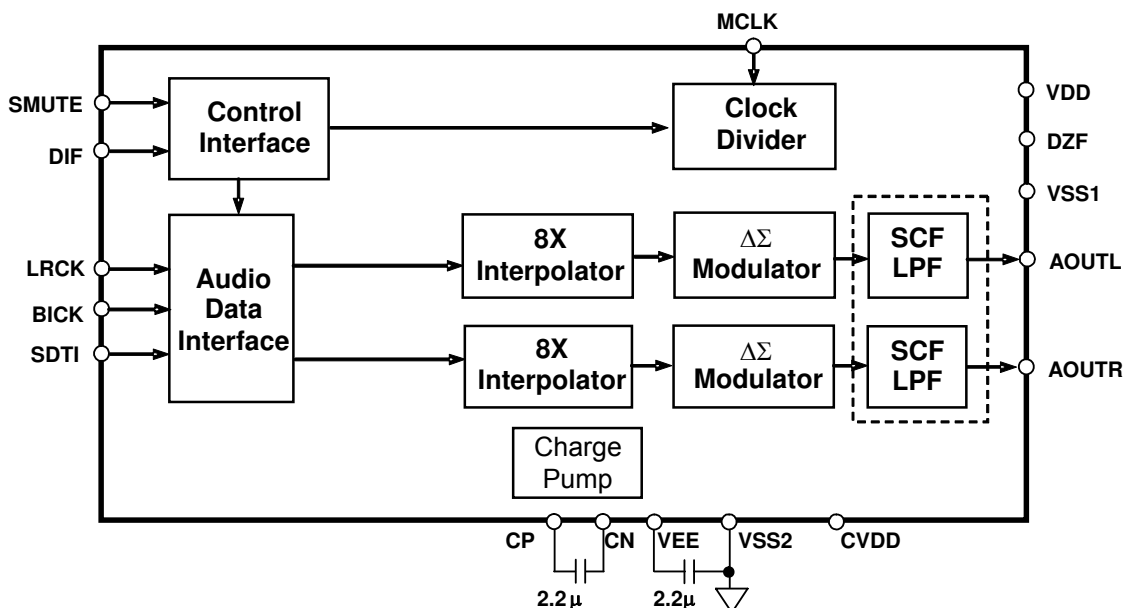 MCLK
SMUTE
DIF
Control
Interface
Clock
Divider
VDD
DZF
VSS1
LRCK
BICK
SDTI
Audio
Data
Interface
8X
Interpolator
ΔΣ
Modulator
SCF
LPF
AOUTL
8X
Interpolator
ΔΣ
Modulator
SCF
LPF
AOUTR
Charge
Pump
CP
CN
VEE
VSS2
CVDD
2.2μ
2.2μ